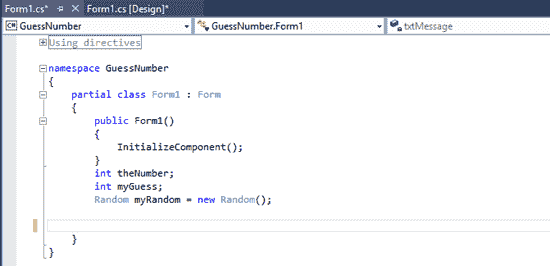 Form1.cs* Form1.cs [Design]*
GuessNumber GuessNumber.Form1 txtMessage
Using directives
namespace GuessNumber
{
partial class Form1 : Form
{
public Form1()
{
InitializeComponent();
}
int theNumber;
int myGuess;
Random myRandom = new Random();
}
}